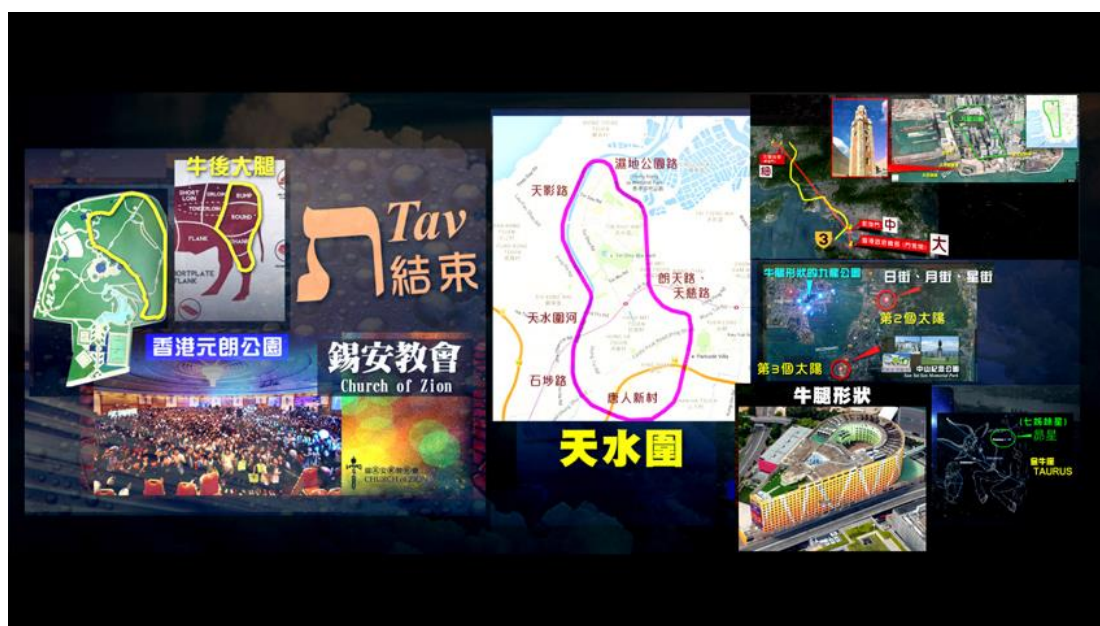 牛後大腿
SHORT
LOIN
SIRLOIN
RUMP
TENDERLOIN
ROUND
FLANK
SHANK
SHORTPLATE
FLANK
ת
Tav
結束
香港元朗公園
錫安教會
Church of Zion
錫安教會
CHURCH of ZION
濕地公園路
天影路
朗天路、
天慈路
天水圍河
石埗路
唐人新村
天水圍
總
中
大
3
牛腿形狀的九龍公園
日街、月街、星街
第2個太陽
第3個太陽
中山紀念公園
Sun Yat Sen Memorial Park
牛腿形狀
(七姊妹星)
昴星
金牛座
TAURUS